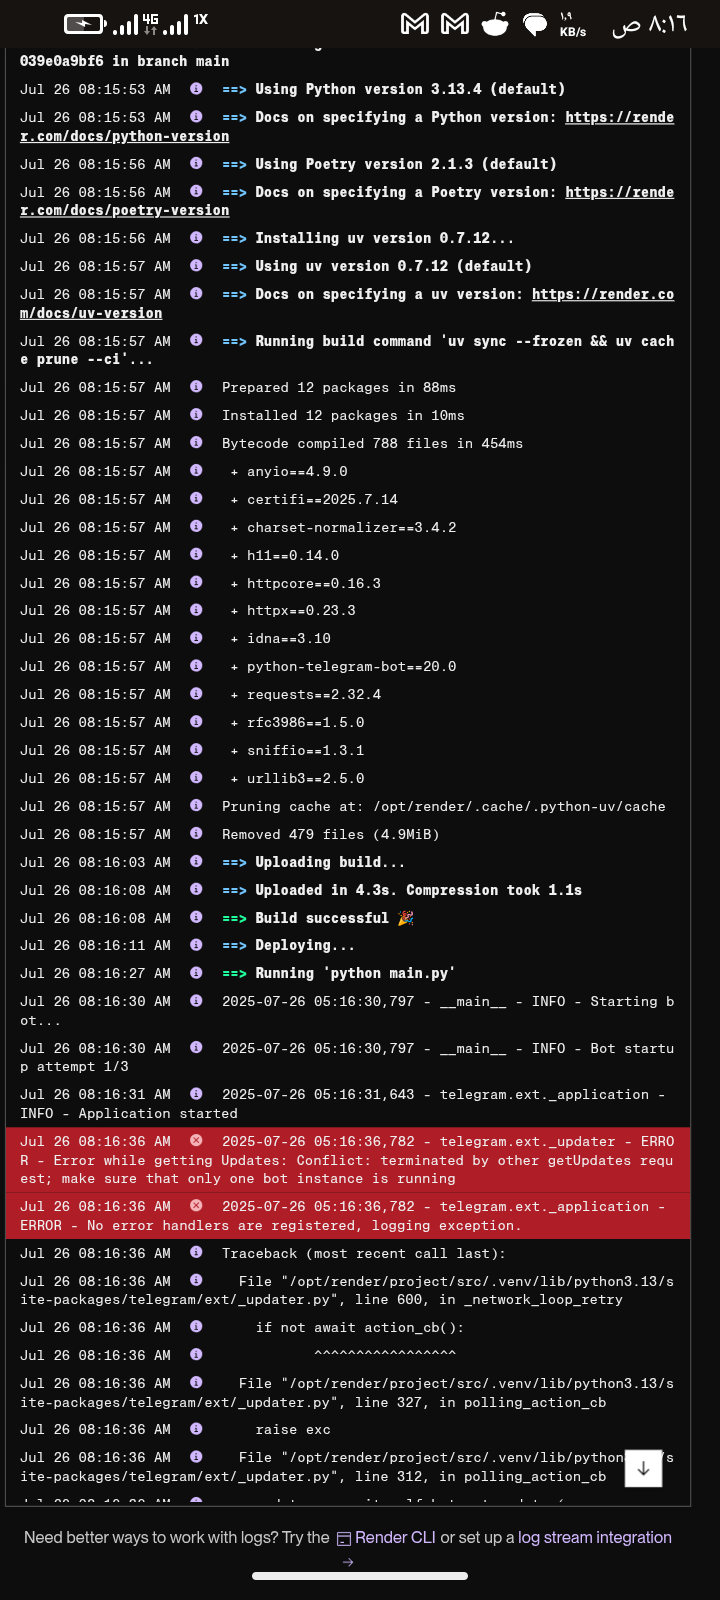 4G 1X ١,٩ KB/s ٨:١٦ ص
039e0a9bf6 in branch main
Jul 26 08:15:53 AM ==> Using Python version 3.13.4 (default)
Jul 26 08:15:53 AM ==> Docs on specifying a Python version: https://rende
r.com/docs/python-version
Jul 26 08:15:56 AM ==> Using Poetry version 2.1.3 (default)
Jul 26 08:15:56 AM ==> Docs on specifying a Poetry version: https://rende
r.com/docs/poetry-version
Jul 26 08:15:56 AM ==> Installing uv version 0.7.12...
Jul 26 08:15:57 AM ==> Using uv version 0.7.12 (default)
Jul 26 08:15:57 AM ==> Docs on specifying a uv version: https://render.co
m/docs/uv-version
Jul 26 08:15:57 AM ==> Running build command 'uv sync --frozen && uv cach
e prune --ci'...
Jul 26 08:15:57 AM Prepared 12 packages in 88ms
Jul 26 08:15:57 AM Installed 12 packages in 10ms
Jul 26 08:15:57 AM Bytecode compiled 788 files in 454ms
Jul 26 08:15:57 AM + anyio==4.9.0
Jul 26 08:15:57 AM + certifi==2025.7.14
Jul 26 08:15:57 AM + charset-normalizer==3.4.2
Jul 26 08:15:57 AM + h11==0.14.0
Jul 26 08:15:57 AM + httpcore==0.16.3
Jul 26 08:15:57 AM + httpx==0.23.3
Jul 26 08:15:57 AM + idna==3.10
Jul 26 08:15:57 AM + python-telegram-bot==20.0
Jul 26 08:15:57 AM + requests==2.32.4
Jul 26 08:15:57 AM + rfc3986==1.5.0
Jul 26 08:15:57 AM + sniffio==1.3.1
Jul 26 08:15:57 AM + urllib3==2.5.0
Jul 26 08:15:57 AM Pruning cache at: /opt/render/.cache/.python-uv/cache
Jul 26 08:15:57 AM Removed 479 files (4.9MiB)
Jul 26 08:16:03 AM ==> Uploading build...
Jul 26 08:16:08 AM ==> Uploaded in 4.3s. Compression took 1.1s
Jul 26 08:16:08 AM ==> Build successful 🎉
Jul 26 08:16:11 AM ==> Deploying...
Jul 26 08:16:27 AM ==> Running 'python main.py'
Jul 26 08:16:30 AM 2025-07-26 05:16:30,797 - __main__ - INFO - Starting b
ot...
Jul 26 08:16:30 AM 2025-07-26 05:16:30,797 - __main__ - INFO - Bot startu
p attempt 1/3
Jul 26 08:16:31 AM 2025-07-26 05:16:31,643 - telegram.ext._application -
INFO - Application started
Jul 26 08:16:36 AM 2025-07-26 05:16:36,782 - telegram.ext._updater - ERRO
R - Error while getting Updates: Conflict: terminated by other getUpdates requ
est; make sure that only one bot instance is running
Jul 26 08:16:36 AM 2025-07-26 05:16:36,782 - telegram.ext._application -
ERROR - No error handlers are registered, logging exception.
Jul 26 08:16:36 AM Traceback (most recent call last):
Jul 26 08:16:36 AM File "/opt/render/project/src/.venv/lib/python3.13/s
ite-packages/telegram/ext/_updater.py", line 600, in _network_loop_retry
Jul 26 08:16:36 AM if not await action_cb():
Jul 26 08:16:36 AM ^^^^^^^^^^^^^^^^^
Jul 26 08:16:36 AM File "/opt/render/project/src/.venv/lib/python3.13/s
ite-packages/telegram/ext/_updater.py", line 327, in polling_action_cb
Jul 26 08:16:36 AM raise exc
Jul 26 08:16:36 AM File "/opt/render/project/src/.venv/lib/python s
ite-packages/telegram/ext/_updater.py", line 312, in polling_action_cb
Need better ways to work with logs? Try the Render CLI or set up a log stream integration
→